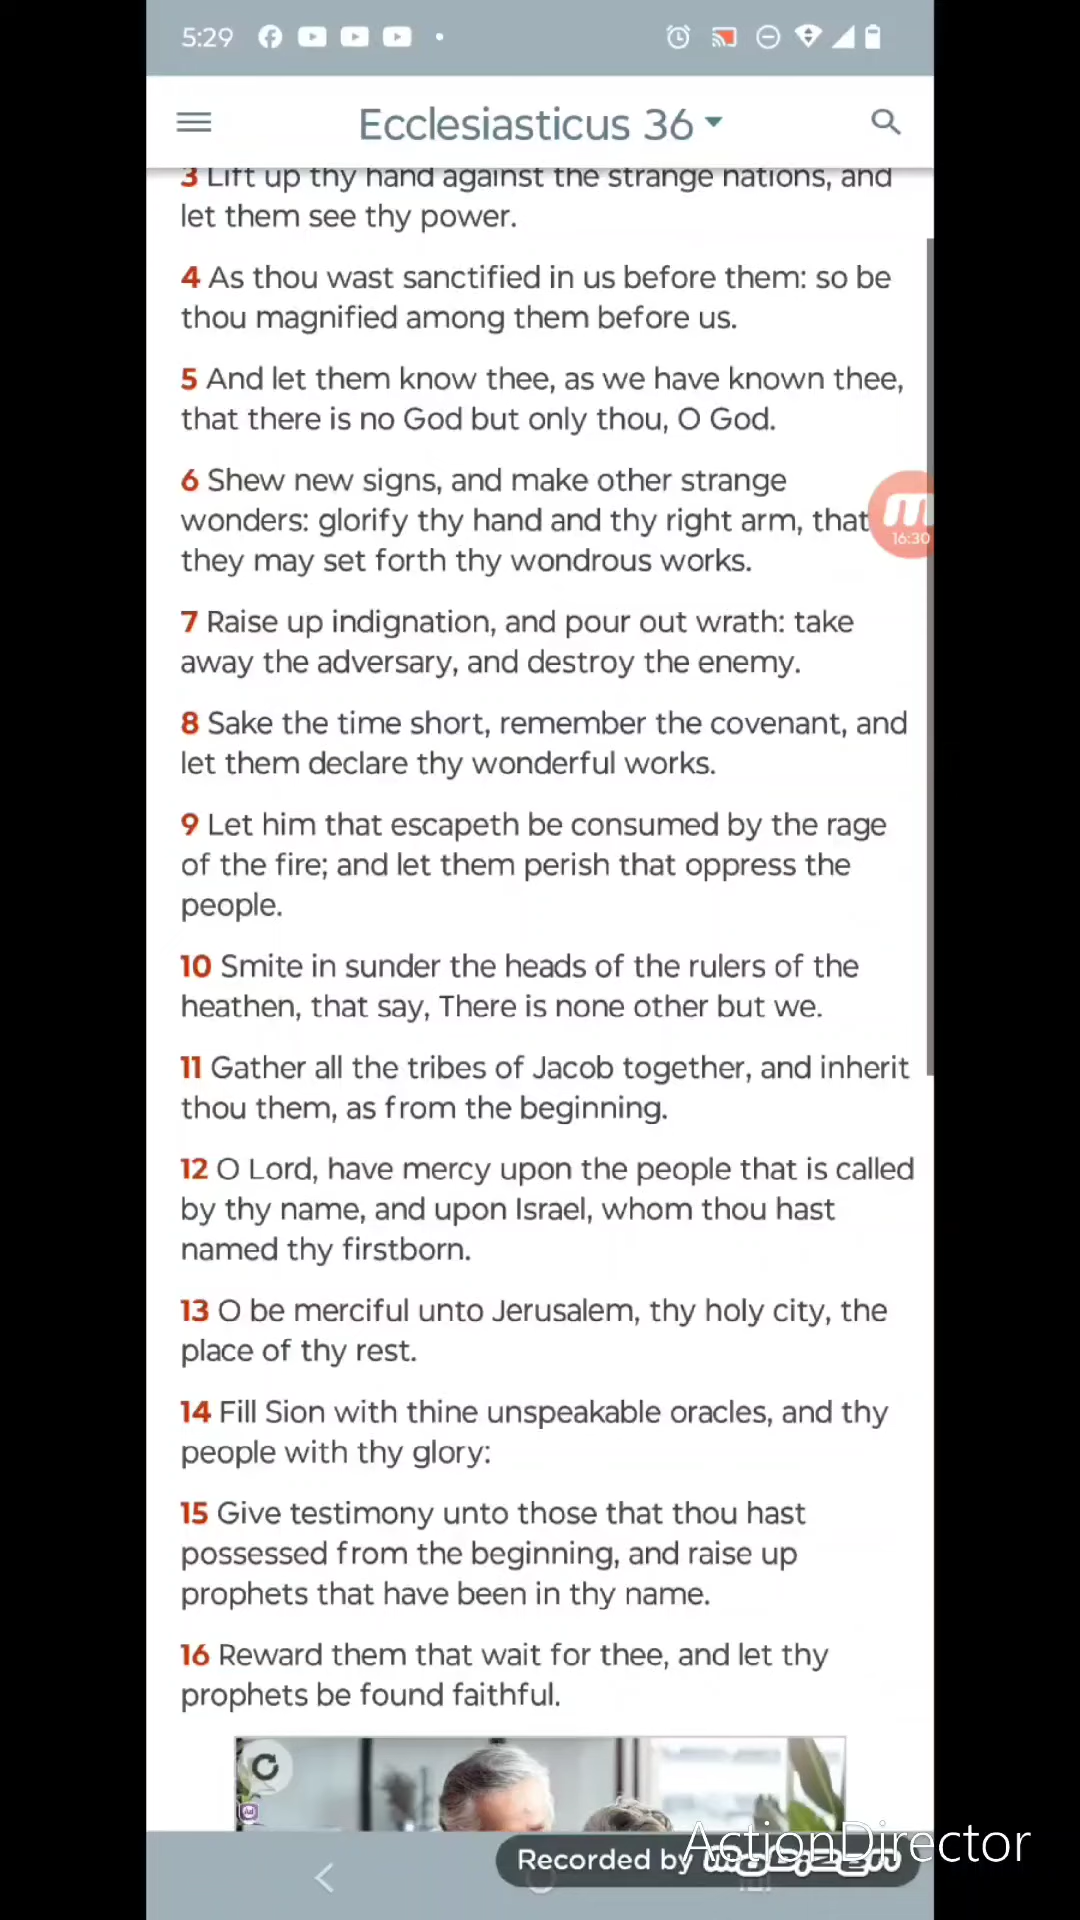 5:29
Ecclesiasticus 36
3 Lift up thy hand against the strange nations, and
let them see thy power.
4 As thou wast sanctified in us before them: so be
thou magnified among them before us.
5 And let them know thee, as we have known thee,
that there is no God but only thou, O God.
6 Shew new signs, and make other strange
wonders: glorify thy hand and thy right arm, that
they may set forth thy wondrous works.
16:30
7 Raise up indignation, and pour out wrath: take
away the adversary, and destroy the enemy.
8 Sake the time short, remember the covenant, and
let them declare thy wonderful works.
9 Let him that escapeth be consumed by the rage
of the fire; and let them perish that oppress the
people.
10 Smite in sunder the heads of the rulers of the
heathen, that say, There is none other but we.
11 Gather all the tribes of Jacob together, and inherit
thou them, as from the beginning.
12 O Lord, have mercy upon the people that is called
by thy name, and upon Israel, whom thou hast
named thy firstborn.
13 O be merciful unto Jerusalem, thy holy city, the
place of thy rest.
14 Fill Sion with thine unspeakable oracles, and thy
people with thy glory:
15 Give testimony unto those that thou hast
possessed from the beginning, and raise up
prophets that have been in thy name.
16 Reward them that wait for thee, and let thy
prophets be found faithful.
Ad
ActionDirector
Recorded by